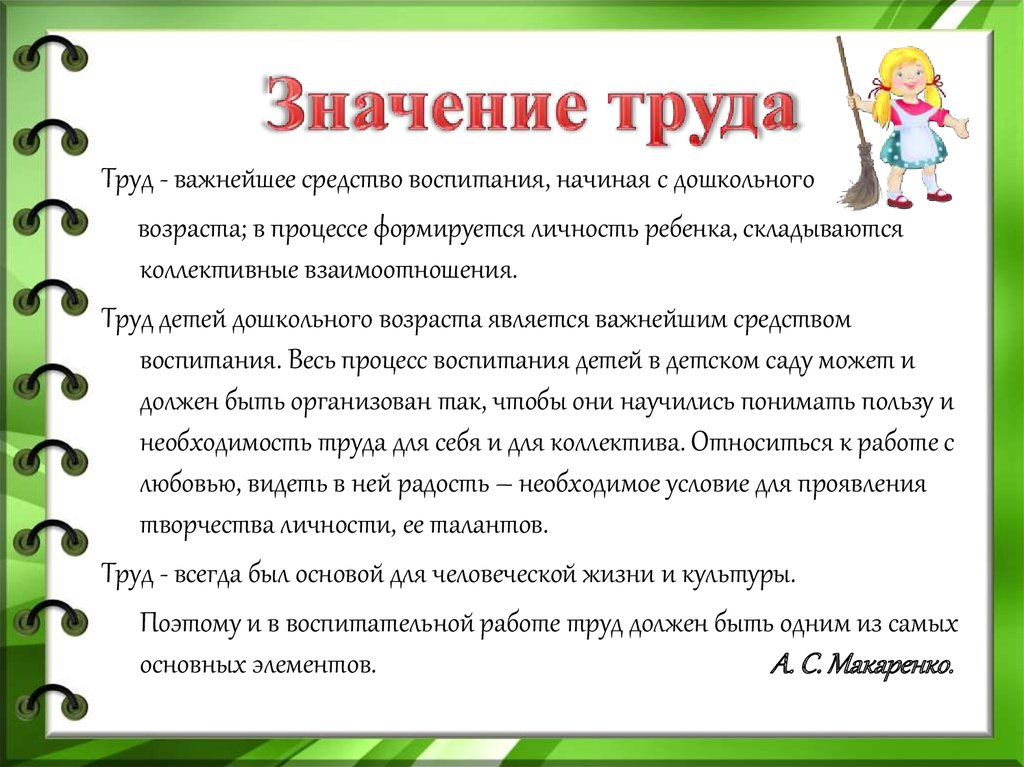 Значение труда
Труд - важнейшее средство воспитания, начиная с дошкольного
возраста; в процессе формируется личность ребенка, складываются
коллективные взаимоотношения.
Труд детей дошкольного возраста является важнейшим средством
воспитания. Весь процесс воспитания детей в детском саду может и
должен быть организован так, чтобы они научились понимать пользу и
необходимость труда для себя и для коллектива. Относиться к работе с
любовью, видеть в ней радость – необходимое условие для проявления
творчества личности, ее талантов.
Труд - всегда был основой для человеческой жизни и культуры.
Поэтому и в воспитательной работе труд должен быть одним из самых
основных элементов. А. С. Макаренко.